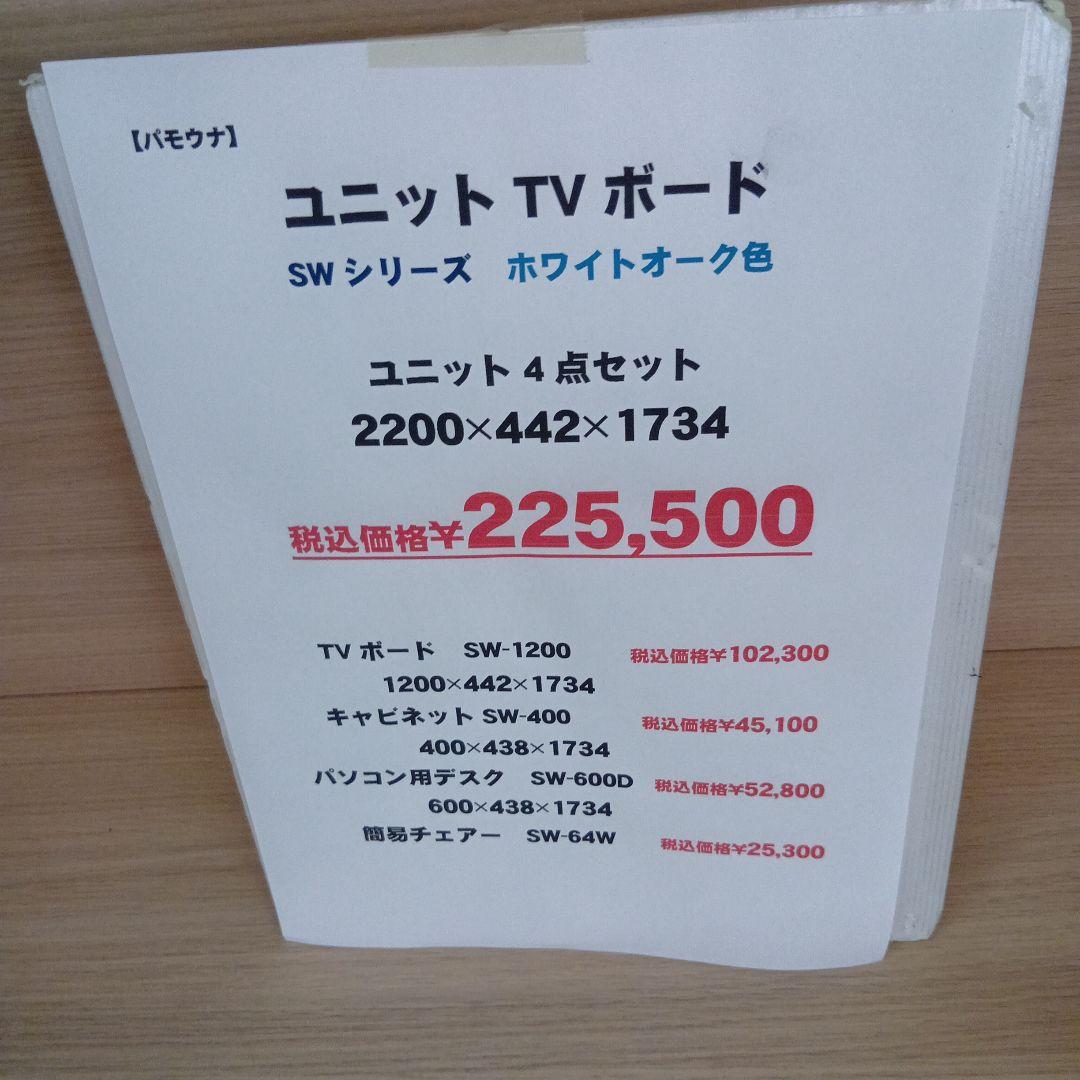 【パモウナ】
ユニット TV ボード
SW シリーズ　ホワイトオーク色
ユニット 4 点セット
2200×442×1734
税込価格¥225,500
TV ボード　SW-1200　税込価格¥102,300
1200×442×1734
キャビネット SW-400　税込価格¥45,100
400×438×1734
パソコン用デスク　SW-600D　税込価格¥52,800
600×438×1734
簡易チェアー　SW-64W　税込価格¥25,300